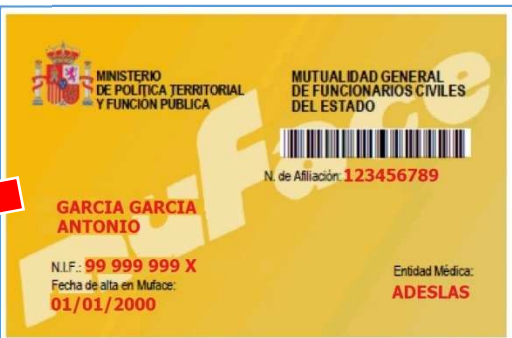 MINISTERIO
DE POLÍTICA TERRITORIAL
Y FUNCIÓN PÚBLICA
MUTUALIDAD GENERAL
DE FUNCIONARIOS CIVILES
DEL ESTADO
N. de Afiliación: 123456789
GARCIA GARCIA
ANTONIO
N.I.F.: 99 999 999 X
Fecha de alta en Muface:
01/01/2000
Entidad Médica:
ADESLAS
muface